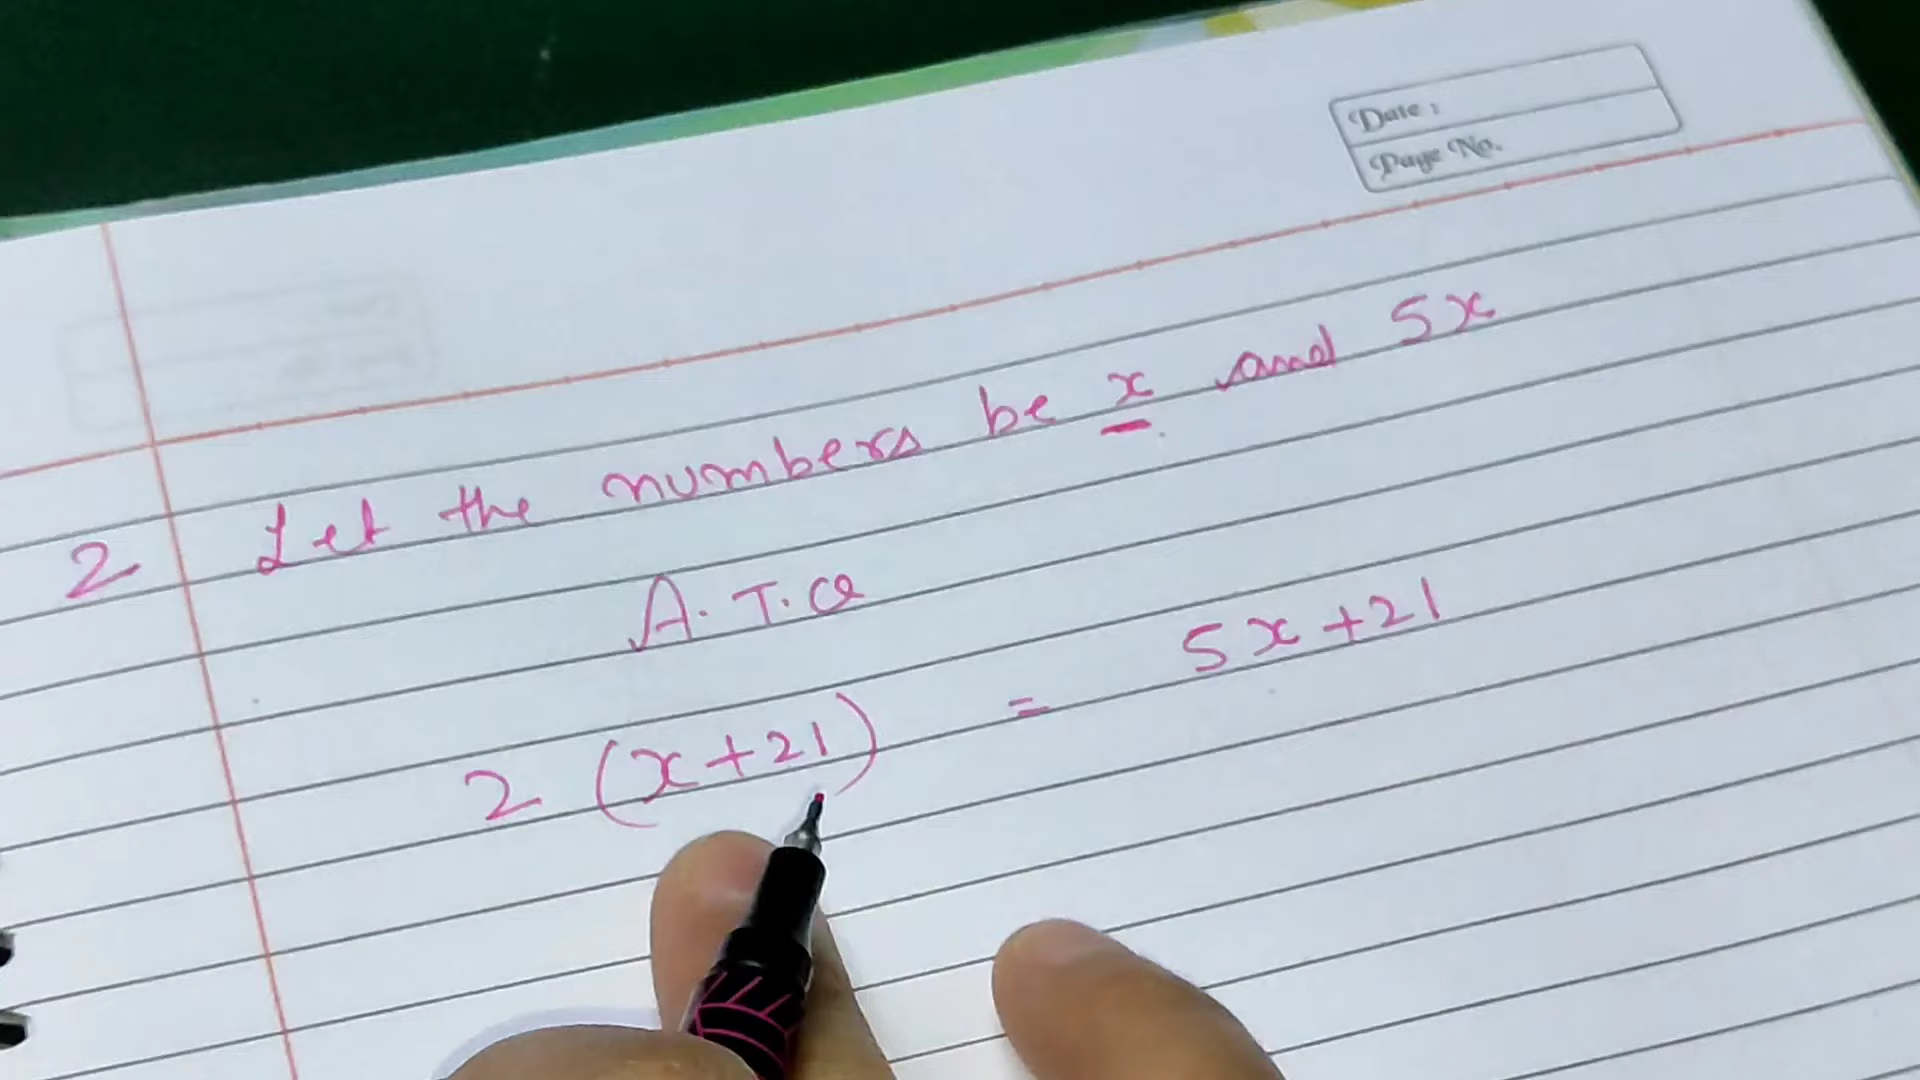 Date :
Page No.
2 Let the numbers be x and 5x
A.T.Q
2 (x+21) = 5x+21